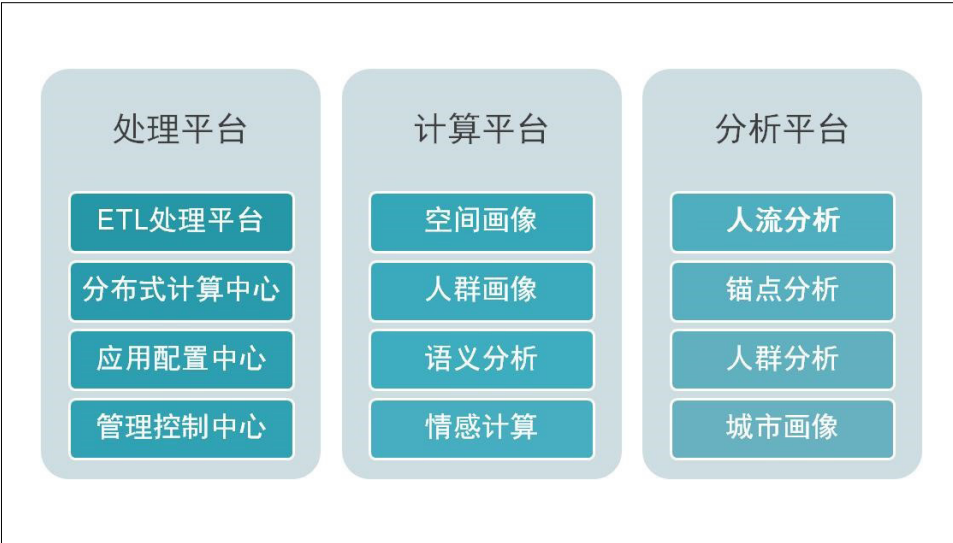 处理平台
ETL处理平台
分布式计算中心
应用配置中心
管理控制中心
计算平台
空间画像
人群画像
语义分析
情感计算
分析平台
人流分析
锚点分析
人群分析
城市画像